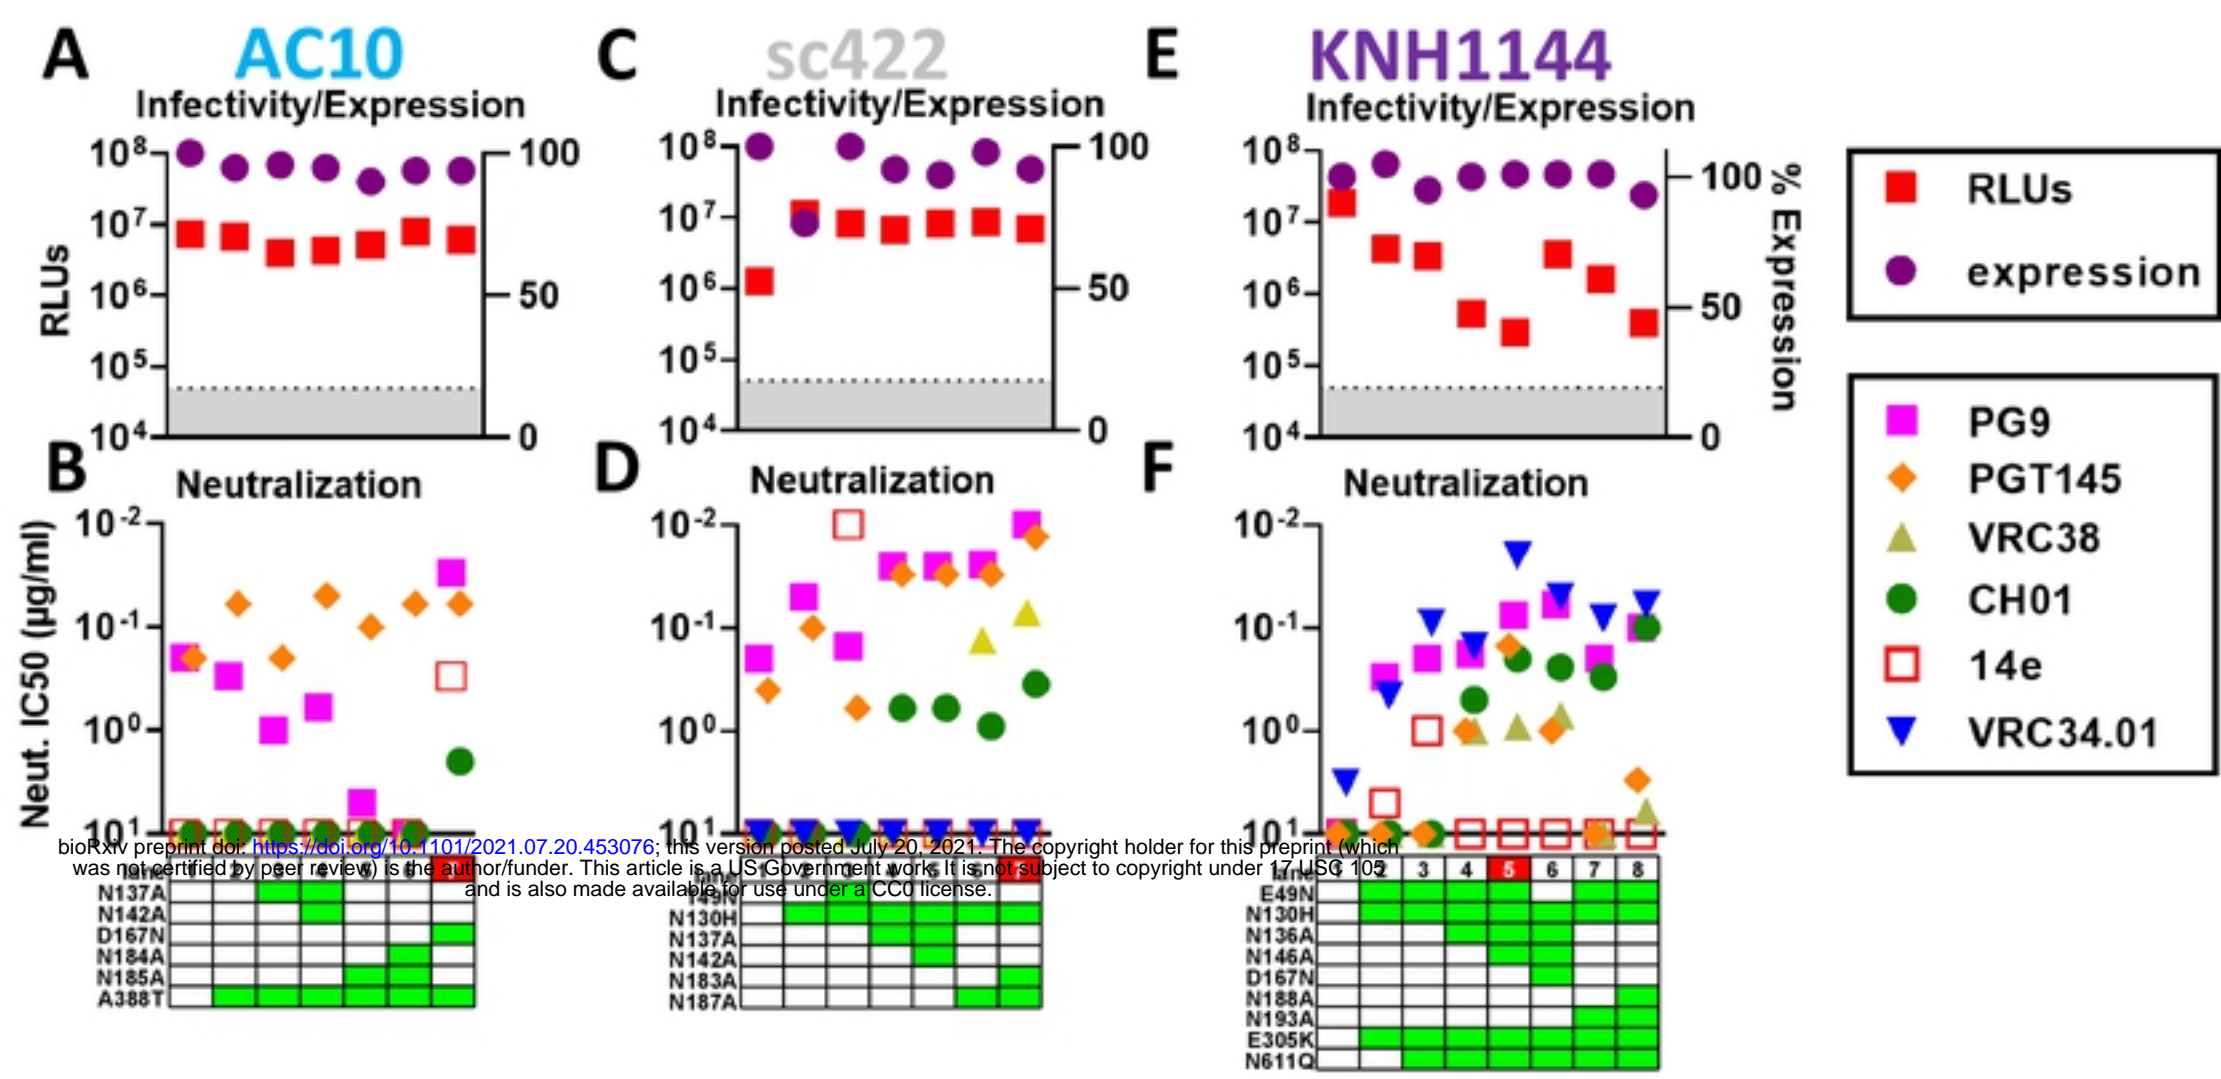 A AC10 C sc422 E KNH1144
Infectivity/Expression Infectivity/Expression Infectivity/Expression
RLUs
10^8 10^7 10^6 10^5 10^4
100 50 0
10^8 10^7 10^6 10^5 10^4
100 50 0
10^8 10^7 10^6 10^5 10^4
100 50 0
% Expression
RLUs
expression
B Neutralization D Neutralization F Neutralization
Neut. IC50 (µg/ml)
10^-2 10^-1 10^0 10^1
10^-2 10^-1 10^0 10^1
10^-2 10^-1 10^0 10^1
PG9
PGT145
VRC38
CH01
14e
VRC34.01
bioRxiv preprint doi: https://doi.org/10.1101/2021.07.20.453076; this version posted July 20, 2021. The copyright holder for this preprint (which
was not certified by peer review) is the author/funder. This article is a US Government work. It is not subject to copyright under 17 USC 105
and is also made available for use under a CC0 license.
N137A
N142A
D167N
N184A
N185A
A388T
N130H
N137A
N142A
N183A
N187A
lane 2 3 4 5 6 7 8
E49N
N130H
N136A
N146A
D167N
N188A
N193A
E305K
N611Q